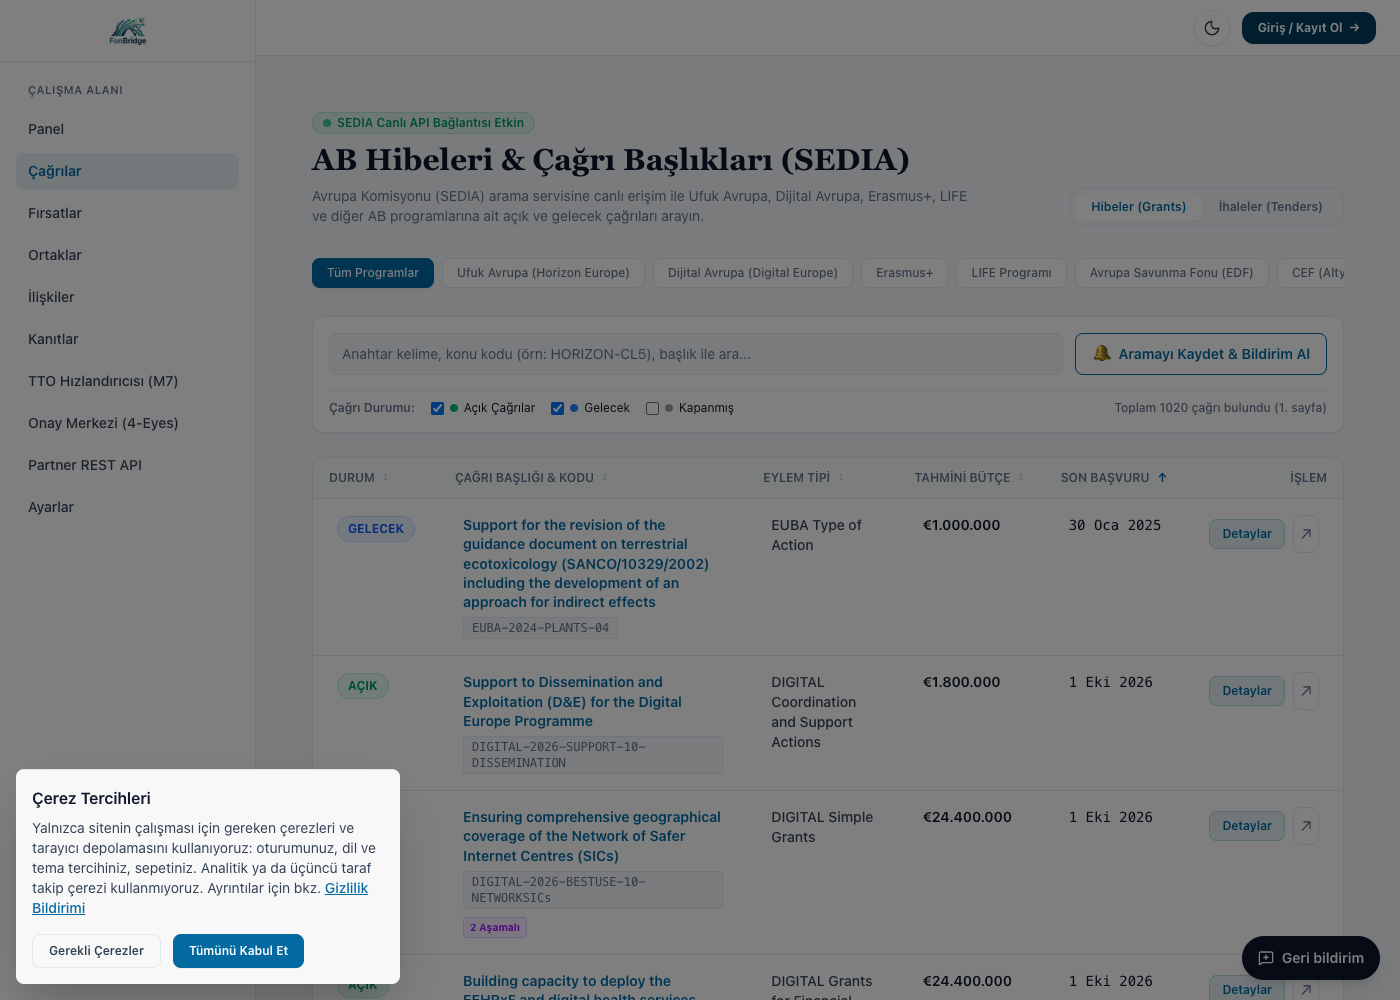 FonBridge
Giriş / Kayıt Ol →
ÇALIŞMA ALANI
Panel
Çağrılar
Fırsatlar
Ortaklar
İlişkiler
Kanıtlar
TTO Hızlandırıcısı (M7)
Onay Merkezi (4-Eyes)
Partner REST API
Ayarlar
SEDIA Canlı API Bağlantısı Etkin
AB Hibeleri & Çağrı Başlıkları (SEDIA)
Avrupa Komisyonu (SEDIA) arama servisine canlı erişim ile Ufuk Avrupa, Dijital Avrupa, Erasmus+, LIFE
ve diğer AB programlarına ait açık ve gelecek çağrıları arayın.
Hibeler (Grants) İhaleler (Tenders)
Tüm Programlar Ufuk Avrupa (Horizon Europe) Dijital Avrupa (Digital Europe) Erasmus+ LIFE Programı Avrupa Savunma Fonu (EDF) CEF (Alty
Anahtar kelime, konu kodu (örn: HORIZON-CL5), başlık ile ara...
Aramayı Kaydet & Bildirim Al
Çağrı Durumu: Açık Çağrılar Gelecek Kapanmış Toplam 1020 çağrı bulundu (1. sayfa)
DURUM ÇAĞRI BAŞLIĞI & KODU EYLEM TİPİ TAHMİNİ BÜTÇE SON BAŞVURU ↑ İŞLEM
GELECEK
Support for the revision of the
guidance document on terrestrial
ecotoxicology (SANCO/10329/2002)
including the development of an
approach for indirect effects
EUBA-2024-PLANTS-04
EUBA Type of
Action
€1.000.000
30 Oca 2025
Detaylar
AÇIK
Support to Dissemination and
Exploitation (D&E) for the Digital
Europe Programme
DIGITAL-2026-SUPPORT-10-
DISSEMINATION
DIGITAL
Coordination
and Support
Actions
€1.800.000
1 Eki 2026
Detaylar
Ensuring comprehensive geographical
coverage of the Network of Safer
Internet Centres (SICs)
DIGITAL-2026-BESTUSE-10-
NETWORKSICs
2 Aşamalı
DIGITAL Simple
Grants
€24.400.000
1 Eki 2026
Detaylar
AÇIK
Building capacity to deploy the
EEHRxF and digital health services
DIGITAL Grants
for Financial
€24.400.000
1 Eki 2026
Detaylar
Çerez Tercihleri
Yalnızca sitenin çalışması için gereken çerezleri ve
tarayıcı depolamasını kullanıyoruz: oturumunuz, dil ve
tema tercihiniz, sepetiniz. Analitik ya da üçüncü taraf
takip çerezi kullanmıyoruz. Ayrıntılar için bkz. Gizlilik
Bildirimi
Gerekli Çerezler Tümünü Kabul Et
Geri bildirim